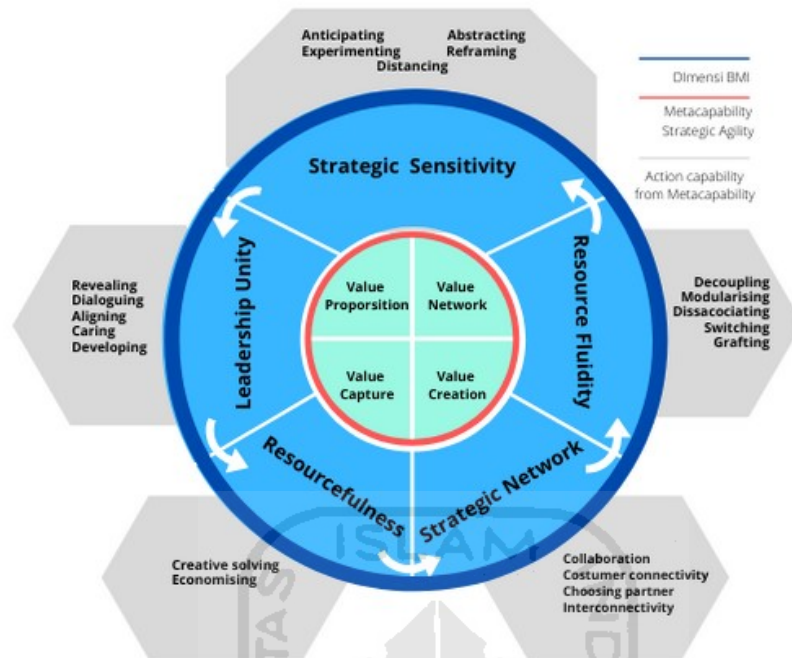 Anticipating Abstracting
Experimenting Reframing
Distancing
DImensi BMI
Metacapability
Strategic Agility
Action capability
from Metacapability
Strategic Sensitivity
Leadership Unity
Resource Fluidity
Revealing
Dialoguing
Aligning
Caring
Developing
Value
Proporsition
Value
Network
Value
Capture
Value
Creation
Decoupling
Modularising
Dissacociating
Switching
Grafting
Resourcefulness
Strategic Network
Creative solving
Economising
Collaboration
Costumer connectivity
Choosing partner
Interconnectivity
ISLAM
TAS